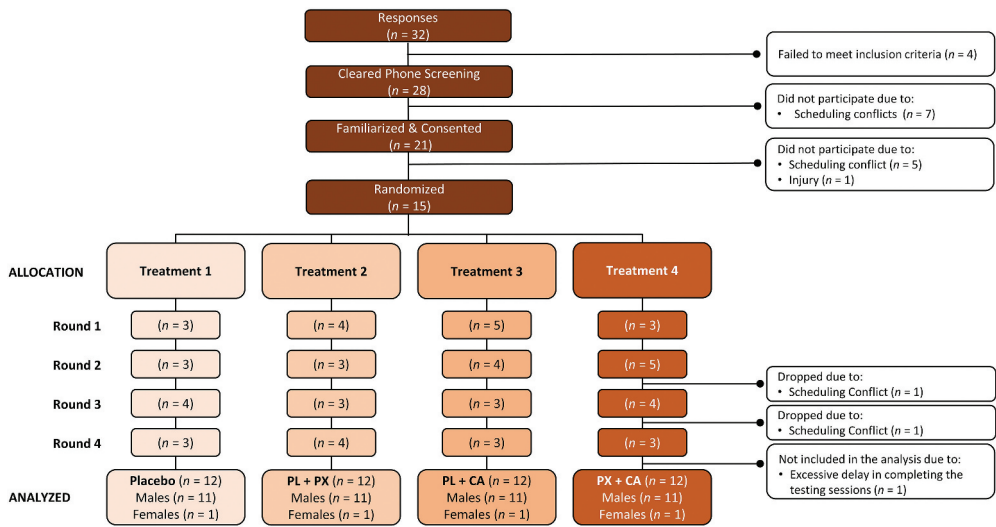 Responses
(n = 32)
Failed to meet inclusion criteria (n = 4)
Cleared Phone Screening
(n = 28)
Did not participate due to:
• Scheduling conflicts (n = 7)
Familiarized & Consented
(n = 21)
Did not participate due to:
• Scheduling conflict (n = 5)
• Injury (n = 1)
Randomized
(n = 15)
ALLOCATION
Treatment 1
Treatment 2
Treatment 3
Treatment 4
Round 1
(n = 3)
(n = 4)
(n = 5)
(n = 3)
Round 2
(n = 3)
(n = 3)
(n = 4)
(n = 5)
Dropped due to:
• Scheduling Conflict (n = 1)
Round 3
(n = 4)
(n = 3)
(n = 3)
(n = 4)
Dropped due to:
• Scheduling Conflict (n = 1)
Round 4
(n = 3)
(n = 4)
(n = 3)
(n = 3)
Not included in the analysis due to:
• Excessive delay in completing the
testing sessions (n = 1)
ANALYZED
Placebo (n = 12)
Males (n = 11)
Females (n = 1)
PL + PX (n = 12)
Males (n = 11)
Females (n = 1)
PL + CA (n = 12)
Males (n = 11)
Females (n = 1)
PX + CA (n = 12)
Males (n = 11)
Females (n = 1)